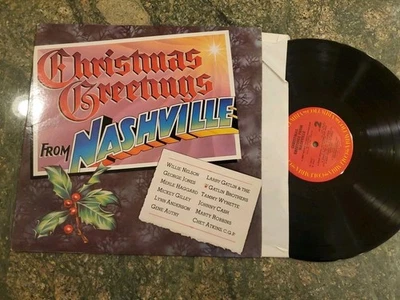 Christmas
Greetings
FROM NASHVILLE
WILLIE NELSON
GEORGE JONES
MERLE HAGGARD
MICKEY GILLEY
LYNN ANDERSON
GENE AUTRY
LARRY GATLIN & THE
GATLIN BROTHERS
TAMMY WYNETTE
JOHNNY CASH
MARTY ROBBINS
CHET ATKINS, C.G.P.
2